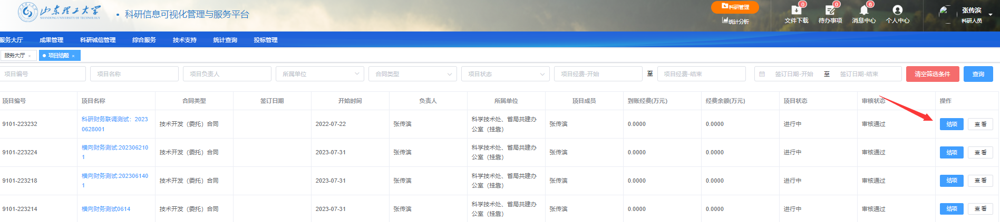 山东理工大学
SHANDONG UNIVERSITY OF TECHNOLOGY
· 科研信息可视化管理与服务平台
科研管理
统计分析
0
文件下载
0
待办事项
6
消息中心
个人中心
张传滨
科研人员
服务大厅 成果管理 科研诚信管理 综合服务 技术支持 统计查询 投标管理
服务大厅 × 项目结题 ×
项目编号 项目名称 项目负责人 所属单位 合同类型 项目状态 项目经费-开始 至 项目经费-结束 签订日期-开始 至 签订日期-结束 清空筛选条件 查询
项目编号 项目名称 合同类型 签订日期 开始时间 负责人 所属单位 项目成员 到账经费(万元) 经费余额(万元) 项目状态 审核状态 操作
9101-223232
科研财务联调测试：20230628001
技术开发（委托）合同
2022-07-22
张传滨
科学技术处、省局共建办
公室（挂靠）
张传滨
0.0000
0.0000
进行中
审核通过
结项 查看
9101-223224
横向财务测试:202306210
1
技术开发（委托）合同
2023-07-31
张传滨
科学技术处、省局共建办
公室（挂靠）
张传滨
0.0000
0.0000
进行中
审核通过
结项 查看
9101-223218
横向财务测试:202306140
1
技术开发（委托）合同
2023-07-31
张传滨
科学技术处、省局共建办
公室（挂靠）
张传滨
0.0000
0.0000
进行中
审核通过
结项 查看
9101-223214
横向财务测试0614
技术开发（委托）合同
2023-07-31
张传滨
科学技术处、省局共建办
公室（挂靠）
张传滨
0.0000
0.0000
进行中
审核通过
结项 查看